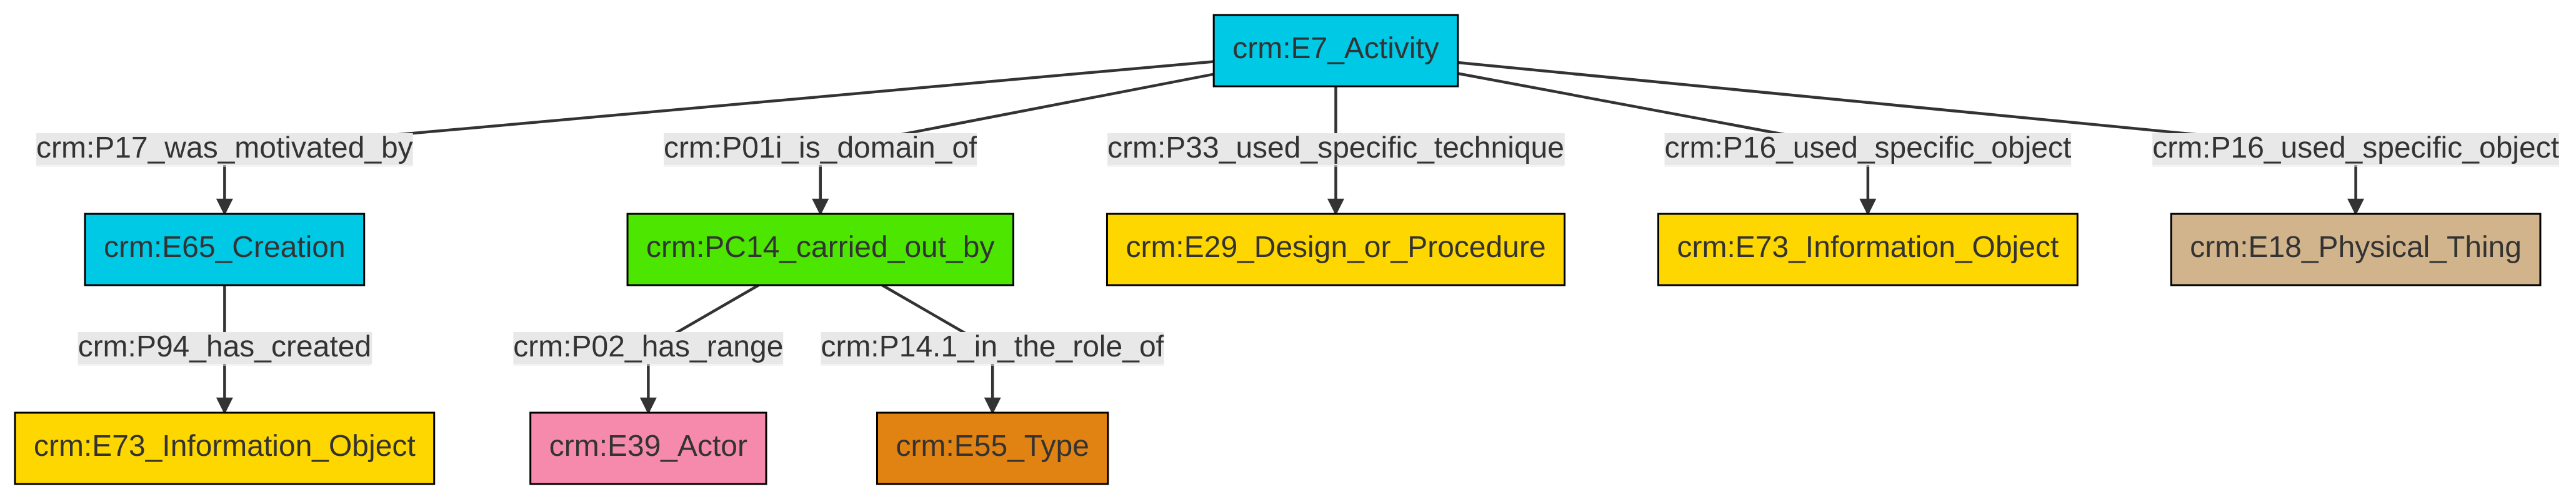 crm:E7_Activity
crm:P17_was_motivated_by
crm:P01i_is_domain_of
crm:P33_used_specific_technique
crm:P16_used_specific_object
crm:P16_used_specific_object
crm:E65_Creation
crm:PC14_carried_out_by
crm:E29_Design_or_Procedure
crm:E73_Information_Object
crm:E18_Physical_Thing
crm:P94_has_created
crm:P02_has_range
crm:P14.1_in_the_role_of
crm:E73_Information_Object
crm:E39_Actor
crm:E55_Type